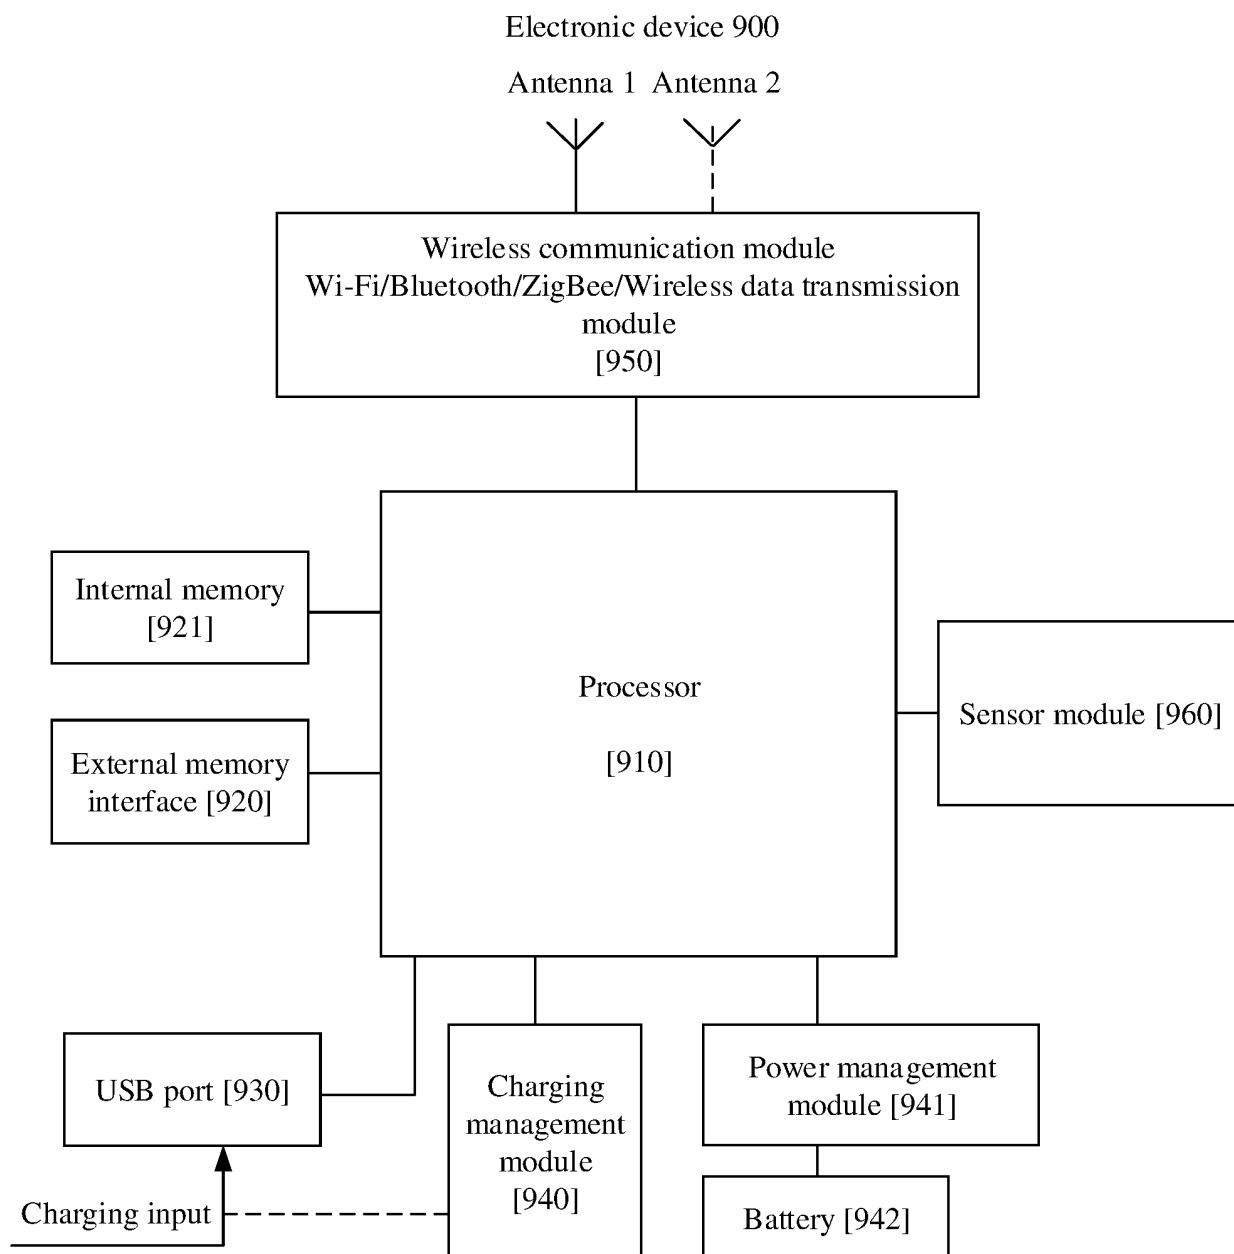 Electronic device 900
Antenna 1 Antenna 2
Wireless communication module
Wi-Fi/Bluetooth/ZigBee/Wireless data transmission
module
[950]
Internal memory
[921]
Processor
[910]
Sensor module [960]
External memory
interface [920]
USB port [930]
Charging
management
module
[940]
Power management
module [941]
Charging input
Battery [942]